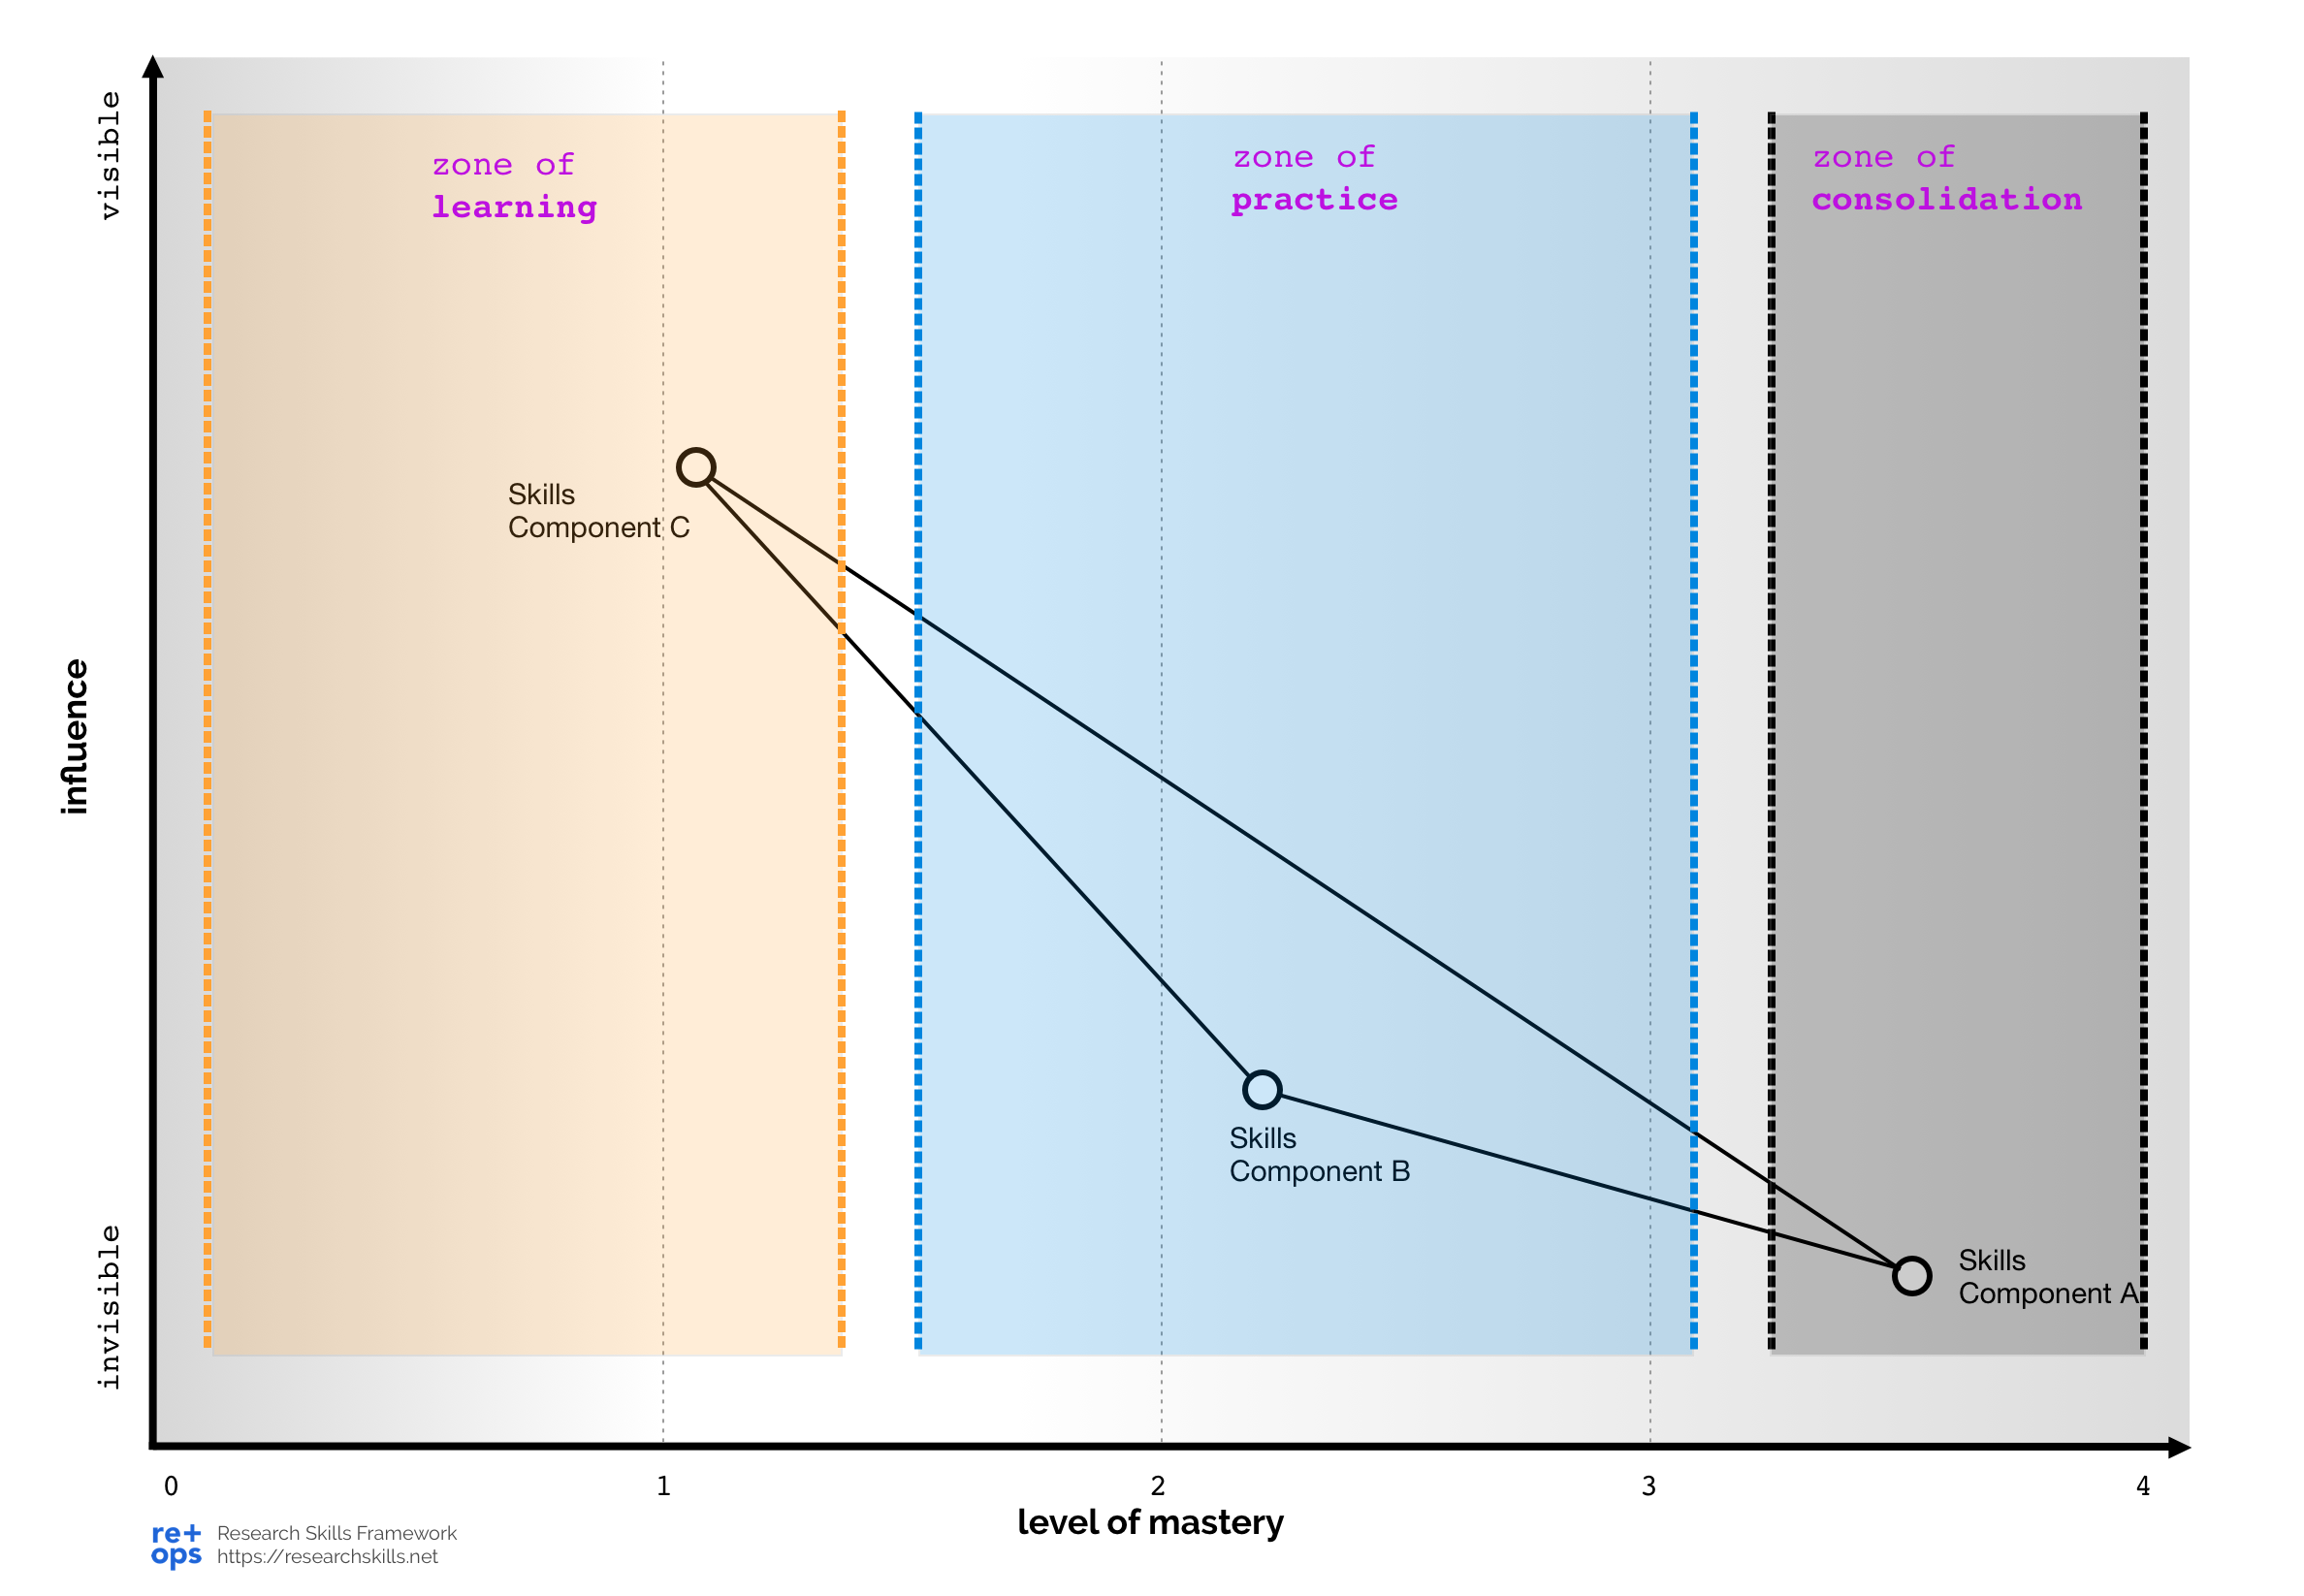 visible
zone of
learning
zone of
practice
zone of
consolidation
Skills
Component C
influence
Skills
Component B
invisible
Skills
Component A
0 1 2 3 4
level of mastery
re+
ops
Research Skills Framework
https://researchskills.net